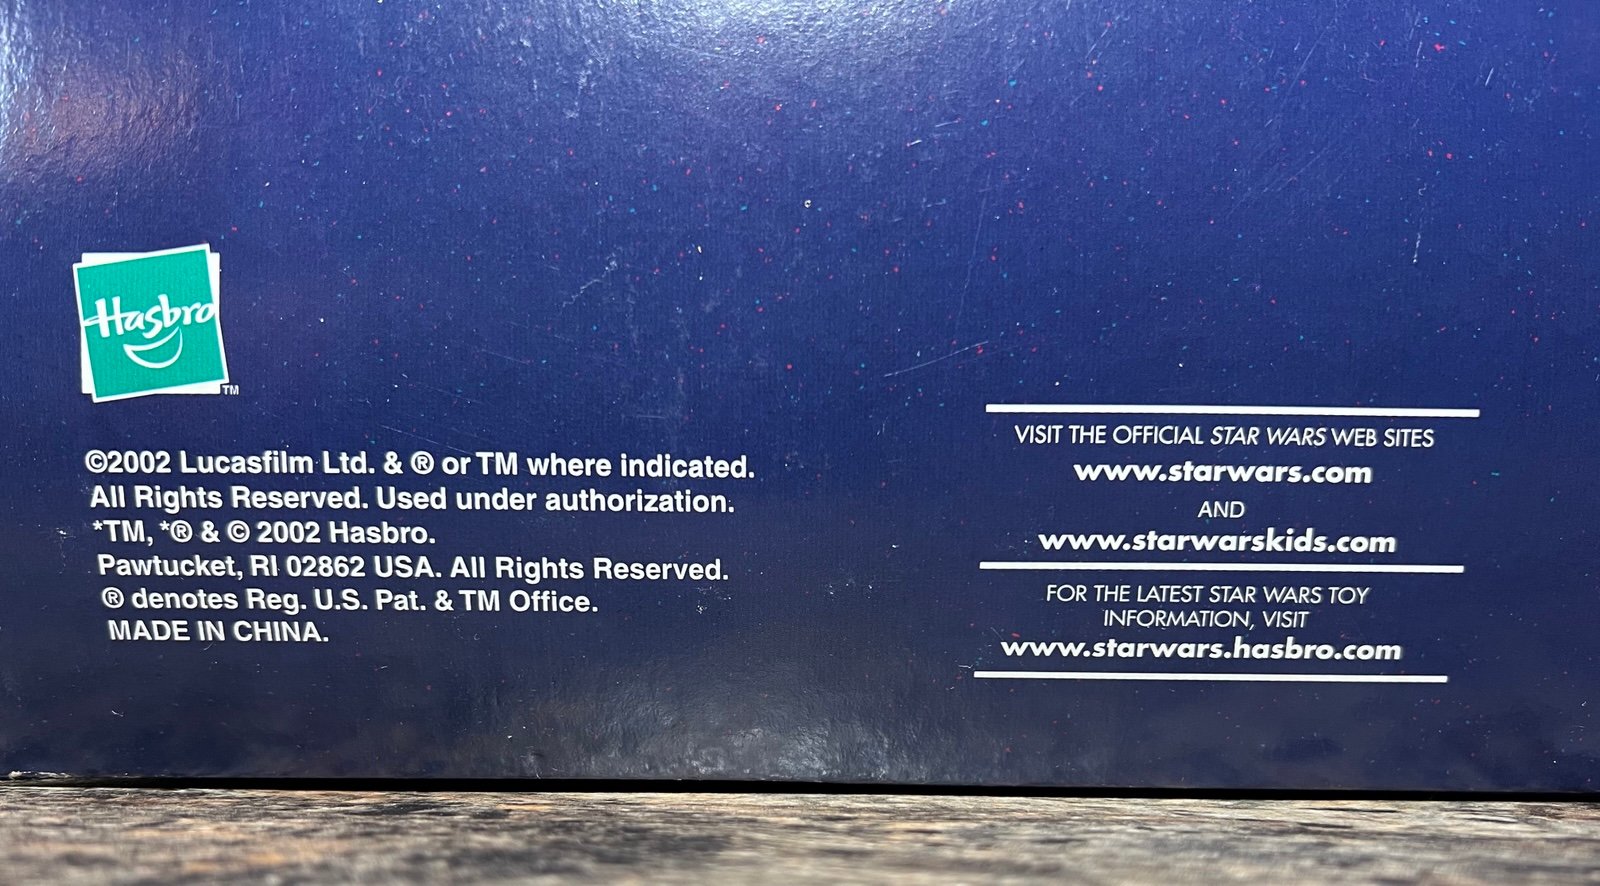 Hasbro
TM
©2002 Lucasfilm Ltd. & ® or TM where indicated.
All Rights Reserved. Used under authorization.
*TM, *® & © 2002 Hasbro.
Pawtucket, RI 02862 USA. All Rights Reserved.
® denotes Reg. U.S. Pat. & TM Office.
MADE IN CHINA.
VISIT THE OFFICIAL STAR WARS WEB SITES
www.starwars.com
AND
www.starwarskids.com
FOR THE LATEST STAR WARS TOY
INFORMATION, VISIT
www.starwars.hasbro.com